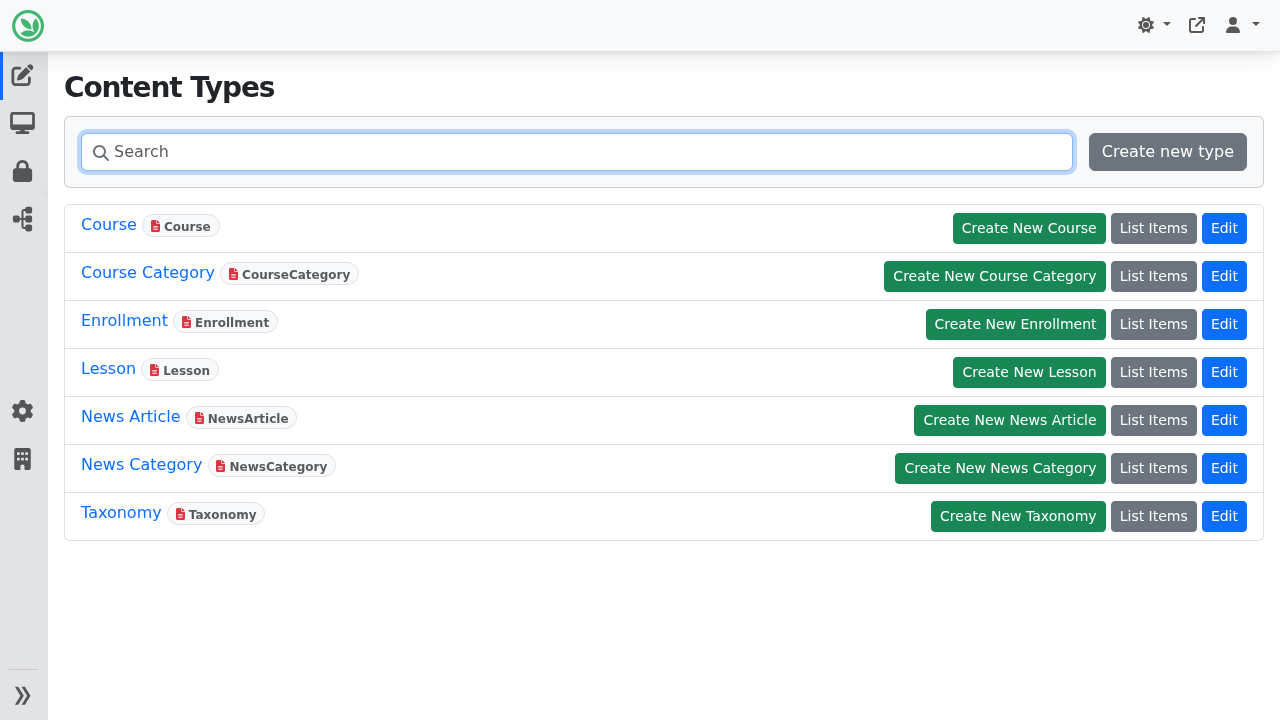 Content Types
Search
Create new type
Course Course Create New Course List Items Edit
Course Category CourseCategory Create New Course Category List Items Edit
Enrollment Enrollment Create New Enrollment List Items Edit
Lesson Lesson Create New Lesson List Items Edit
News Article NewsArticle Create New News Article List Items Edit
News Category NewsCategory Create New News Category List Items Edit
Taxonomy Taxonomy Create New Taxonomy List Items Edit